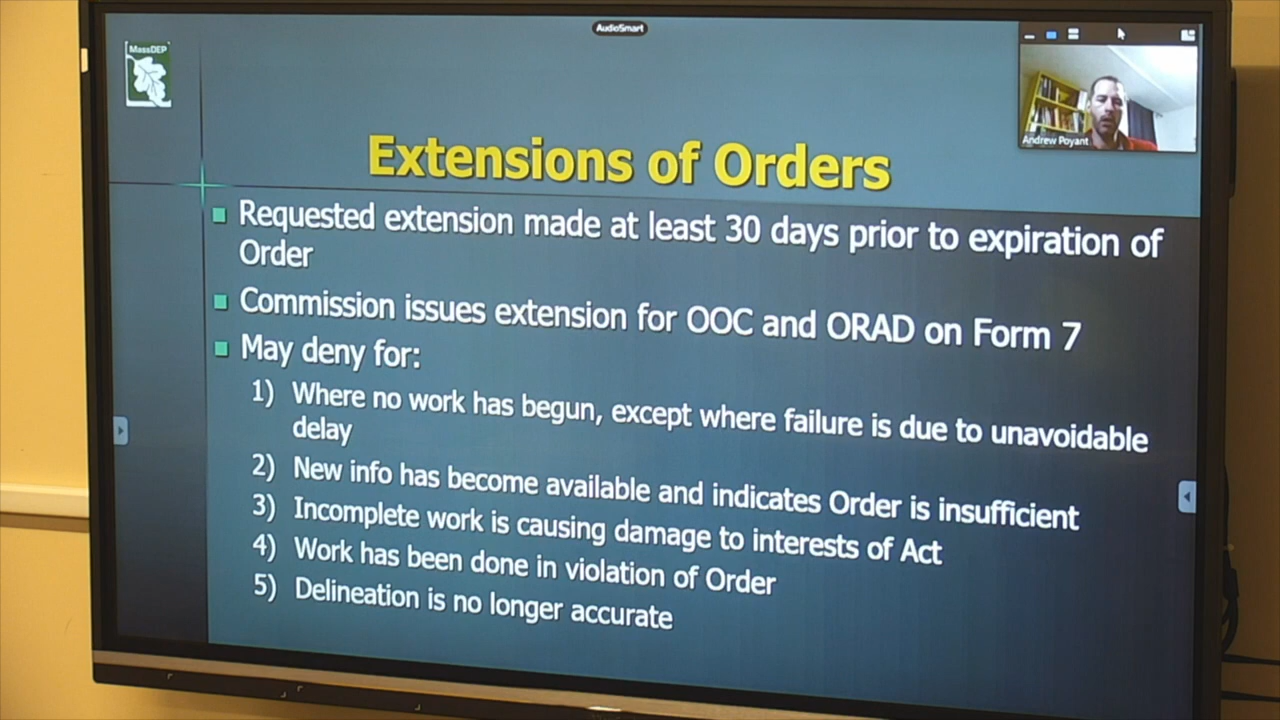 AudioSmart
MassDEP
Andrew Poyant
Extensions of Orders
Requested extension made at least 30 days prior to expiration of
Order
Commission issues extension for OOC and ORAD on Form 7
May deny for:
1) Where no work has begun, except where failure is due to unavoidable
delay
2) New info has become available and indicates Order is insufficient
3) Incomplete work is causing damage to interests of Act
4) Work has been done in violation of Order
5) Delineation is no longer accurate